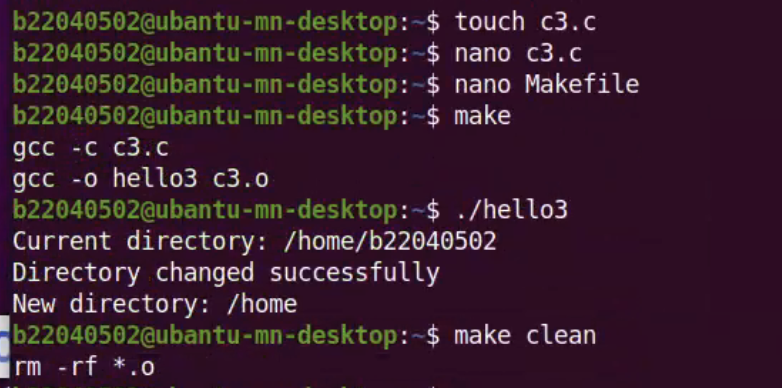 b22040502@ubantu-mn-desktop:~$ touch c3.c
b22040502@ubantu-mn-desktop:~$ nano c3.c
b22040502@ubantu-mn-desktop:~$ nano Makefile
b22040502@ubantu-mn-desktop:~$ make
gcc -c c3.c
gcc -o hello3 c3.o
b22040502@ubantu-mn-desktop:~$ ./hello3
Current directory: /home/b22040502
Directory changed successfully
New directory: /home
b22040502@ubantu-mn-desktop:~$ make clean
rm -rf *.o